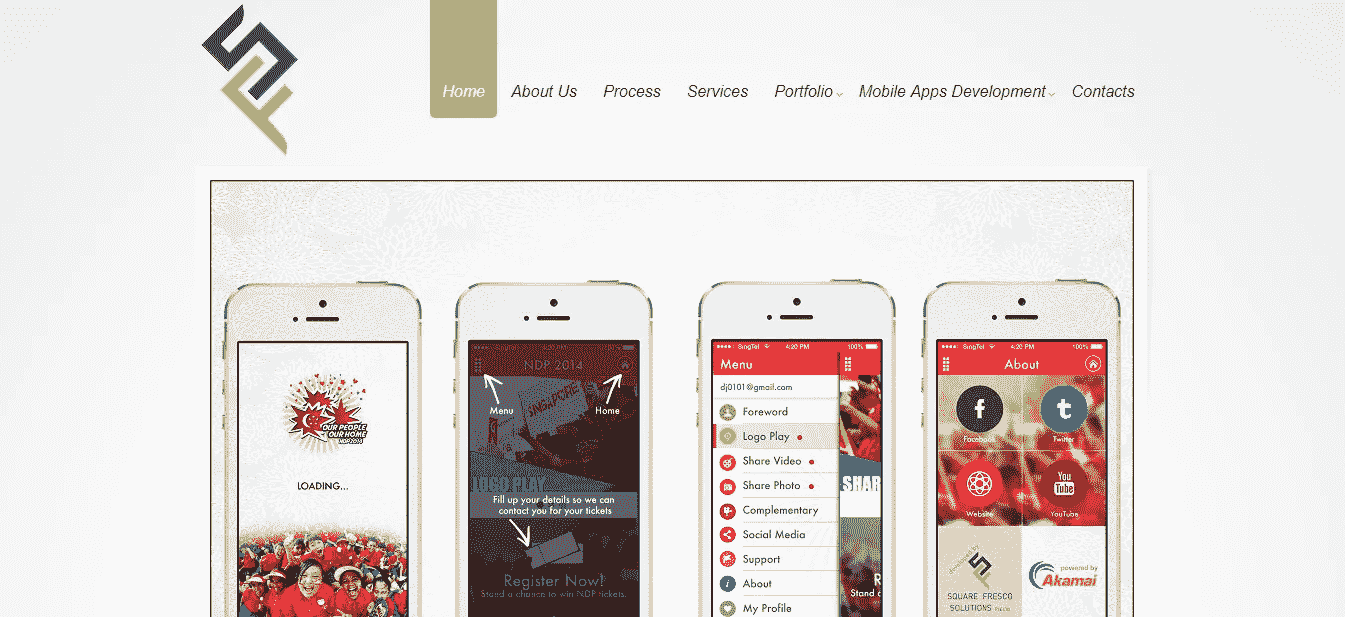 Home About Us Process Services Portfolio Mobile Apps Development Contacts
OUR PEOPLE
OUR HOME
NDP 2014
LOADING...
NDP 2014
Menu Home
SINGAPORE
LOGO PLAY
Fill up your details so we can
contact you for your tickets
Register Now!
Stand a chance to win NDP tickets.
SingTel 4:20 PM 100%
Menu
dj0101@gmail.com
Foreword
Logo Play
Share Video
Share Photo
Complementary
Social Media
Support
About
My Profile
SHAR
R
Stand
SingTel 4:20 PM 100%
About
Facebook Twitter
You
Tube
Website YouTube
developed by
SQUARE FRESCO
SOLUTIONS
powered by
Akamai